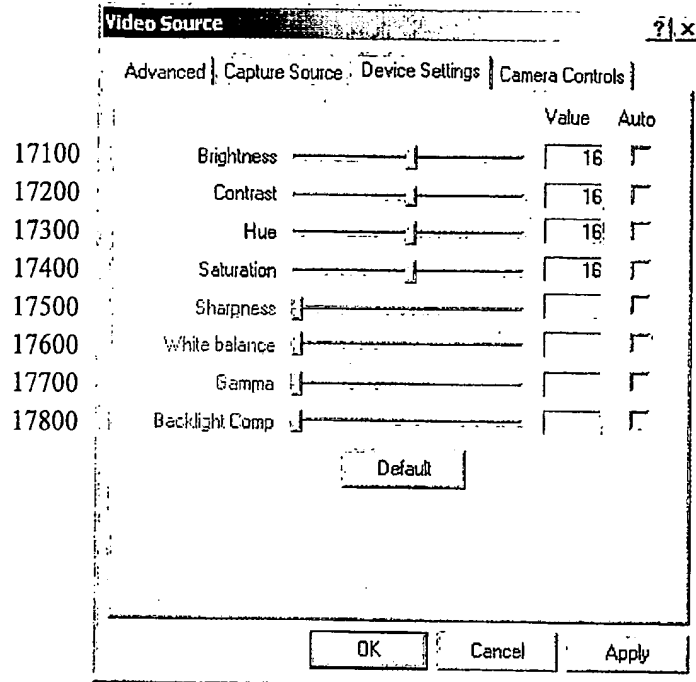 Video Source ? x
Advanced Capture Source Device Settings Camera Controls
Value Auto
17100 Brightness 16
17200 Contrast 16
17300 Hue 16
17400 Saturation 16
17500 Sharpness
17600 White balance
17700 Gamma
17800 Backlight Comp
Default
OK Cancel Apply